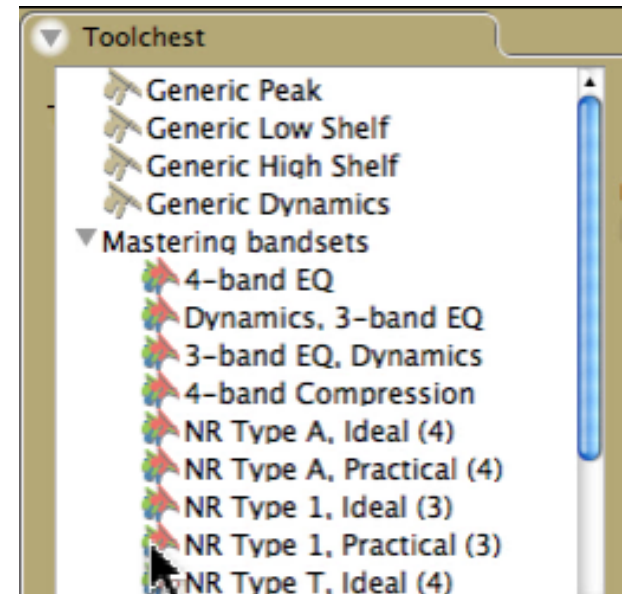 Toolchest
Generic Peak
Generic Low Shelf
Generic High Shelf
Generic Dynamics
Mastering bandsets
4-band EQ
Dynamics, 3-band EQ
3-band EQ, Dynamics
4-band Compression
NR Type A, Ideal (4)
NR Type A, Practical (4)
NR Type 1, Ideal (3)
NR Type 1, Practical (3)
NR Type T, Ideal (4)